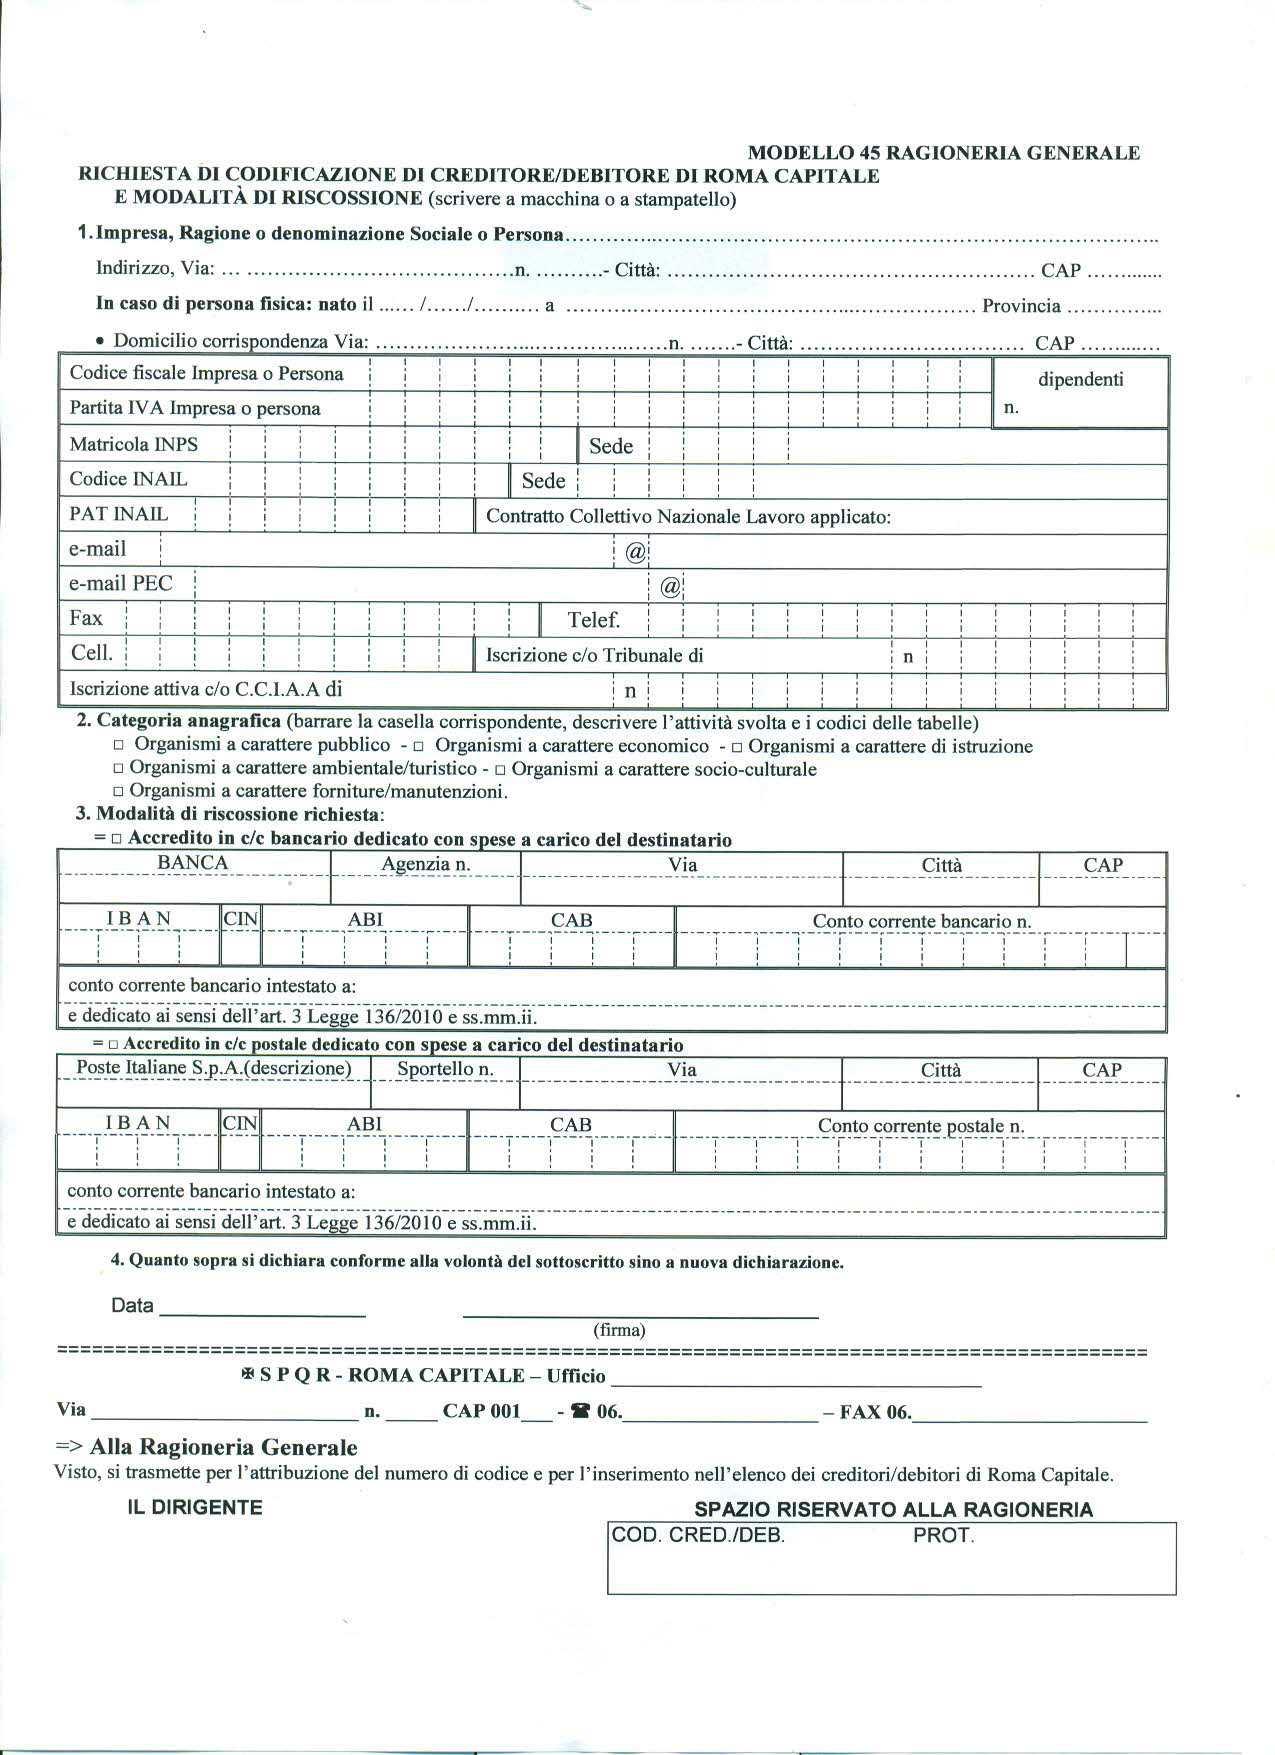 MODELLO 45 RAGIONERIA GENERALE
RICHIESTA DI CODIFICAZIONE DI CREDITORE/DEBITORE DI ROMA CAPITALE
E MODALITÀ DI RISCOSSIONE (scrivere a macchina o a stampatello)
1. Impresa, Ragione o denominazione Sociale o Persona..........................................................................................
Indirizzo, Via: ... ........................................n. ..........- Città: ........................................................ CAP .............
In caso di persona fisica: nato il ...... /....../.......... a .............................................................. Provincia ...............
• Domicilio corrispondenza Via: .............................................n. .......- Città: .................................. CAP ............
Codice fiscale Impresa o Persona dipendenti
Partita IVA Impresa o persona n.
Matricola INPS Sede
Codice INAIL Sede
PAT INAIL Contratto Collettivo Nazionale Lavoro applicato:
e-mail @
e-mail PEC @
Fax Telef.
Cell. Iscrizione c/o Tribunale di n
Iscrizione attiva c/o C.C.I.A.A di n
2. Categoria anagrafica (barrare la casella corrispondente, descrivere l'attività svolta e i codici delle tabelle)
□ Organismi a carattere pubblico - □ Organismi a carattere economico - □ Organismi a carattere di istruzione
□ Organismi a carattere ambientale/turistico - □ Organismi a carattere socio-culturale
□ Organismi a carattere forniture/manutenzioni.
3. Modalità di riscossione richiesta:
= □ Accredito in c/c bancario dedicato con spese a carico del destinatario
BANCA Agenzia n. Via Città CAP
I B A N CIN ABI CAB Conto corrente bancario n.
conto corrente bancario intestato a:
e dedicato ai sensi dell'art. 3 Legge 136/2010 e ss.mm.ii.
= □ Accredito in c/c postale dedicato con spese a carico del destinatario
Poste Italiane S.p.A.(descrizione) Sportello n. Via Città CAP
I B A N CIN ABI CAB Conto corrente postale n.
conto corrente bancario intestato a:
e dedicato ai sensi dell'art. 3 Legge 136/2010 e ss.mm.ii.
4. Quanto sopra si dichiara conforme alla volontà del sottoscritto sino a nuova dichiarazione.
Data ____________________ ____________________
(firma)
==============================================================================================
✠ S P Q R - ROMA CAPITALE – Ufficio ____________________
Via ____________________ n. _____ CAP 001___ - ☎ 06.____________________ – FAX 06.____________________
=> Alla Ragioneria Generale
Visto, si trasmette per l'attribuzione del numero di codice e per l'inserimento nell'elenco dei creditori/debitori di Roma Capitale.
IL DIRIGENTE SPAZIO RISERVATO ALLA RAGIONERIA
COD. CRED./DEB. PROT.